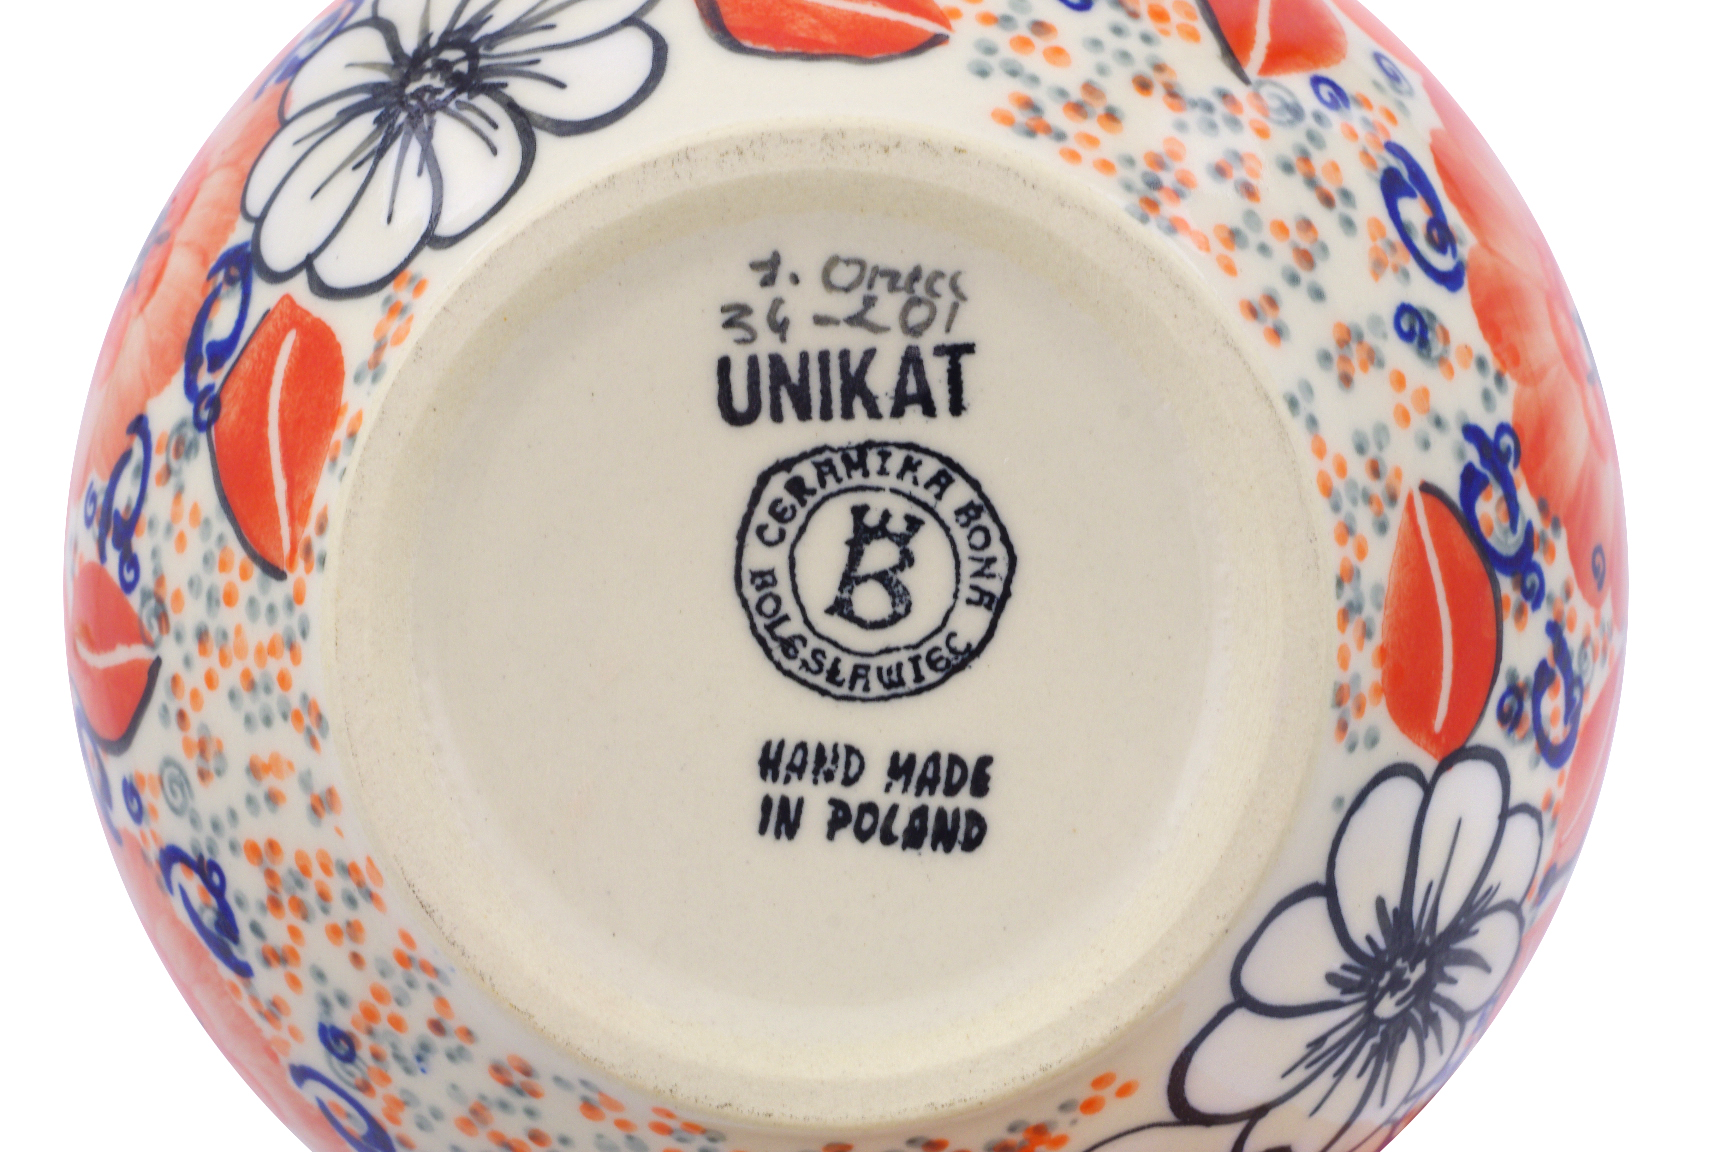 UNIKAT
CERAMIKA BONA
BOLESŁAWIEC
B
HAND MADE
IN POLAND